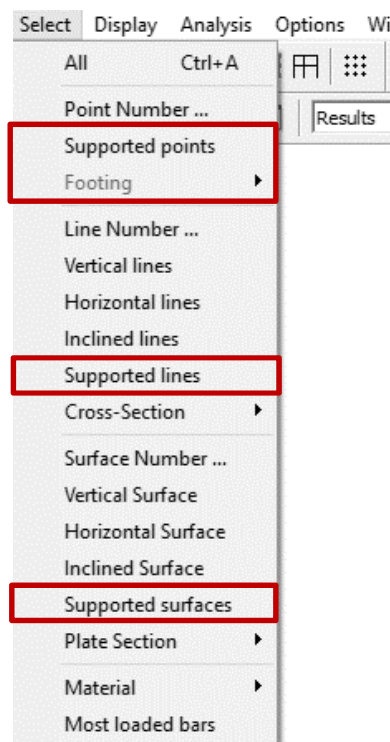 Select Display Analysis Options
All Ctrl+A
Point Number ...
Results
Supported points
Footing
Line Number ...
Vertical lines
Horizontal lines
Inclined lines
Supported lines
Cross-Section
Surface Number ...
Vertical Surface
Horizontal Surface
Inclined Surface
Supported surfaces
Plate Section
Material
Most loaded bars